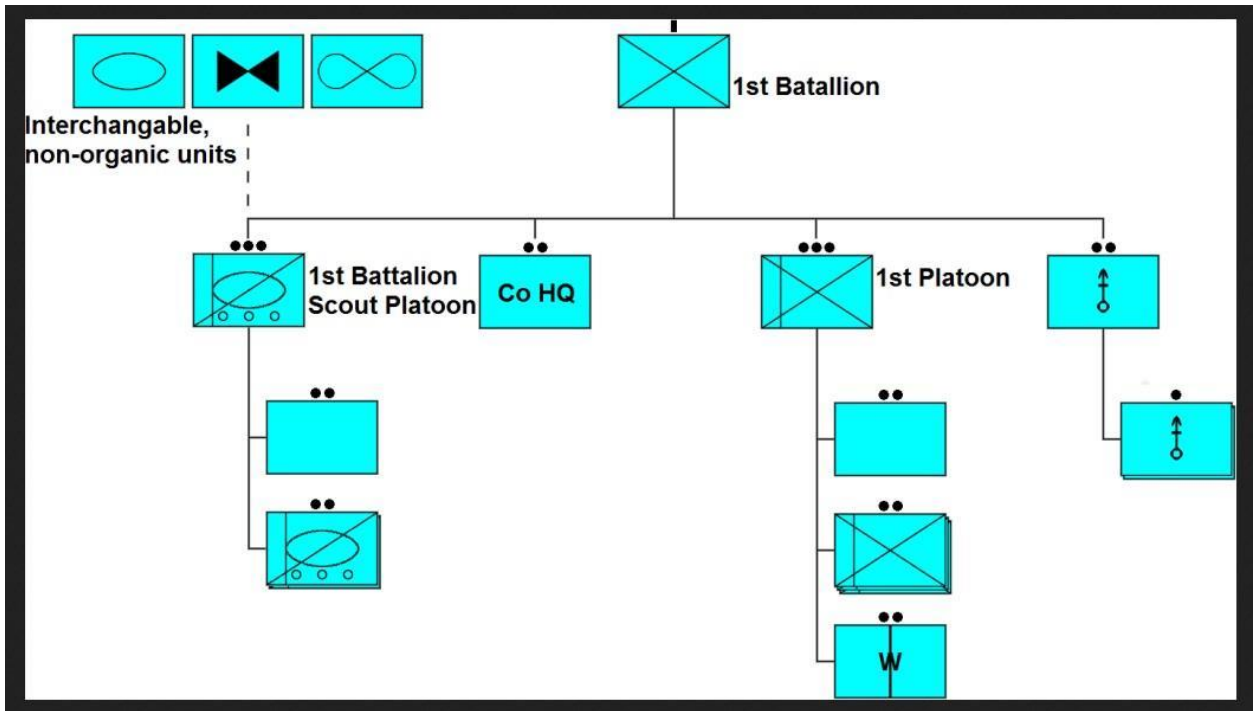 1st Batallion
Interchangable,
non-organic units
1st Battalion
Scout Platoon
Co HQ
1st Platoon
W